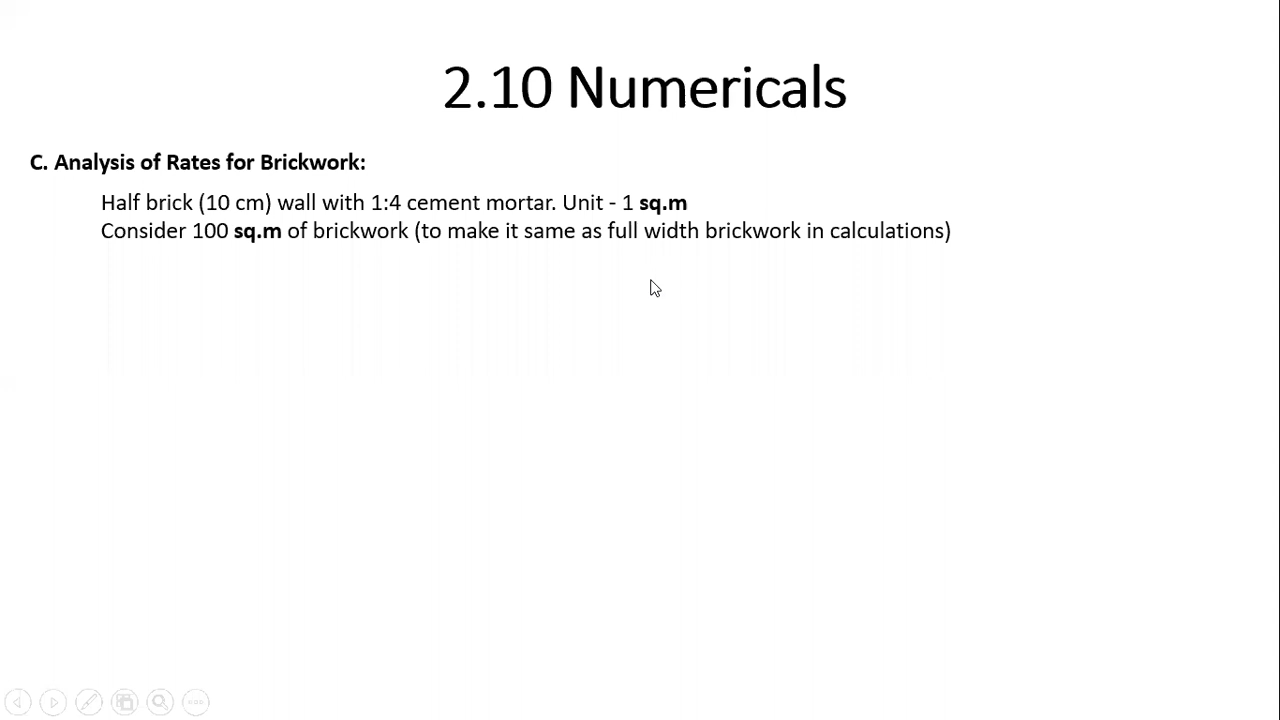 2.10 Numericals
C. Analysis of Rates for Brickwork:
Half brick (10 cm) wall with 1:4 cement mortar. Unit - 1 sq.m
Consider 100 sq.m of brickwork (to make it same as full width brickwork in calculations)